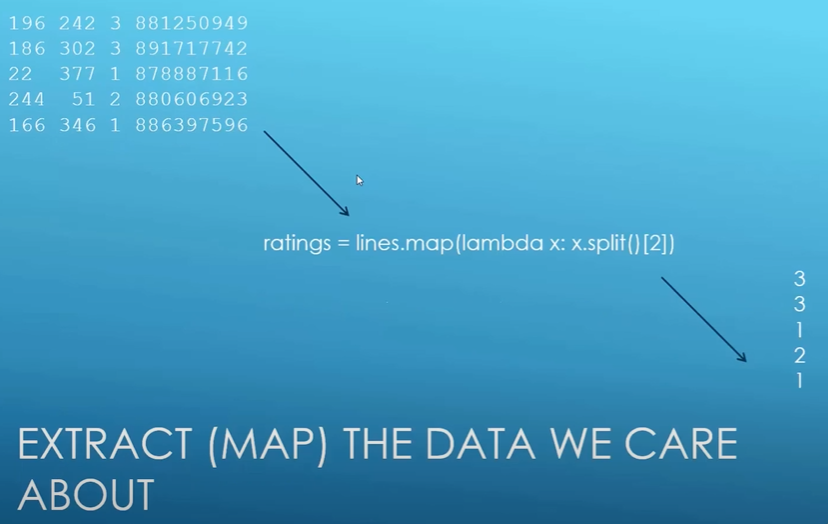 196 242 3 881250949
186 302 3 891717742
22 377 1 878887116
244 51 2 880606923
166 346 1 886397596
ratings = lines.map(lambda x: x.split()[2])
3
3
1
2
1
EXTRACT (MAP) THE DATA WE CARE
ABOUT